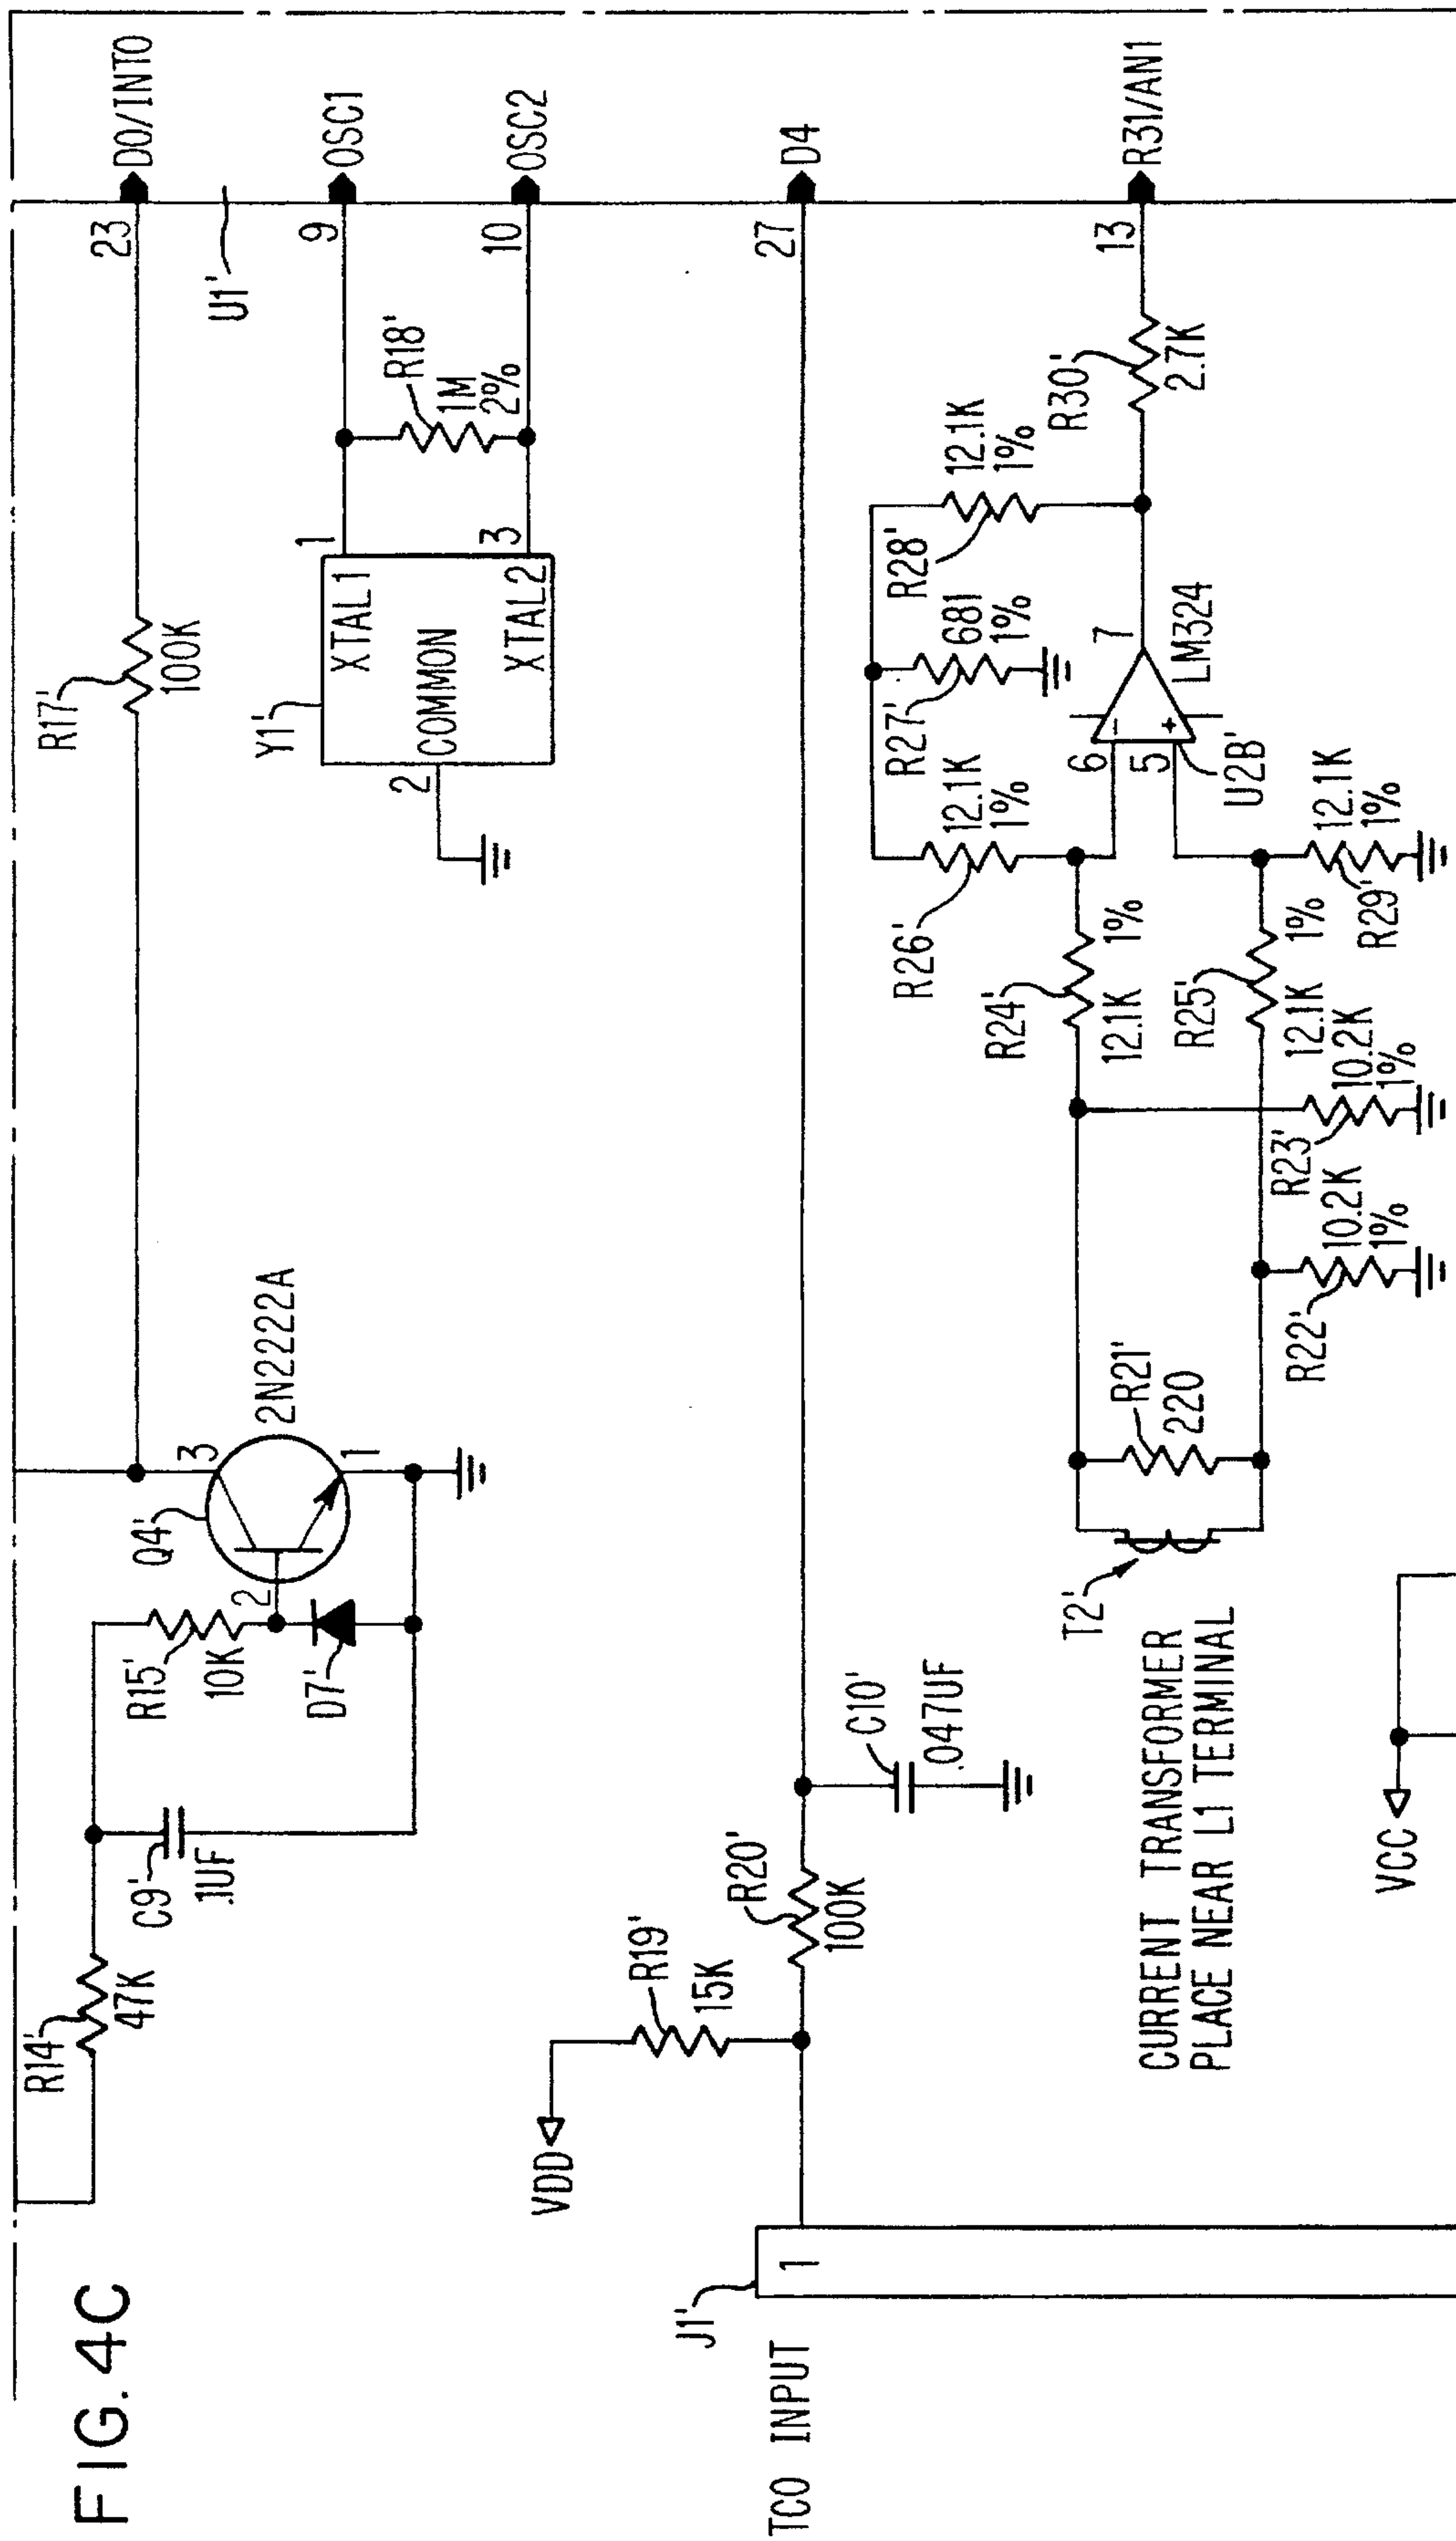 FIG. 4C
R14'
47K
C9'
.1UF
R15'
10K
D7'
Q4'
2
3
1
2N2222A
R17'
100K
23
D0/INT0
U1'
Y1'
XTAL1
COMMON
XTAL2
1
2
3
R18'
1M
2%
9
OSC1
10
OSC2
VDD
R19'
15K
R20'
100K
C10'
.047UF
27
D4
J1'
1
TCO INPUT
CURRENT TRANSFORMER
PLACE NEAR L1 TERMINAL
T2'
R21'
220
R22'
10.2K
1%
R23'
10.2K
1%
R24'
12.1K
1%
R25'
12.1K
1%
R26'
12.1K
1%
R27'
681
1%
R28'
12.1K
1%
R29'
12.1K
1%
6
5
7
-
+
U2B'
LM324
R30'
2.7K
13
R31/AN1
VCC